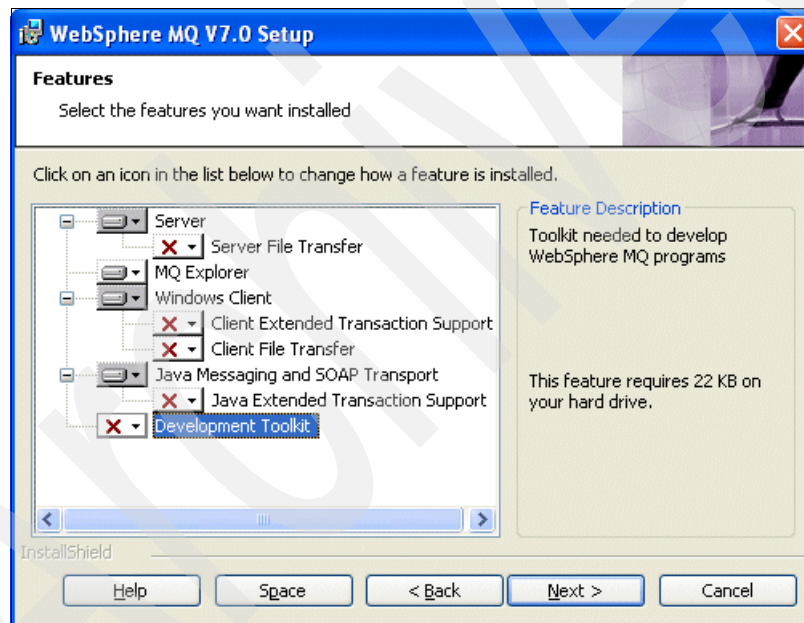 WebSphere MQ V7.0 Setup
Features
Select the features you want installed
Click on an icon in the list below to change how a feature is installed.
Server
Server File Transfer
MQ Explorer
Windows Client
Client Extended Transaction Support
Client File Transfer
Java Messaging and SOAP Transport
Java Extended Transaction Support
Development Toolkit
Feature Description
Toolkit needed to develop
WebSphere MQ programs
This feature requires 22 KB on
your hard drive.
InstallShield
Help
Space
< Back
Next >
Cancel